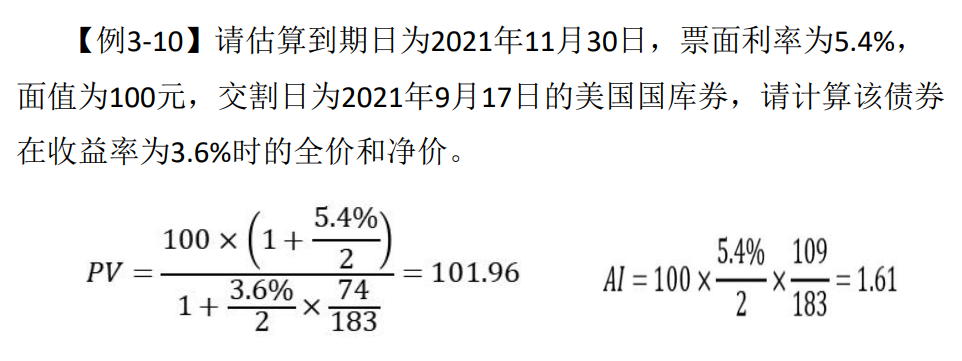 【例3-10】请估算到期日为2021年11月30日，票面利率为5.4%，
面值为100元，交割日为2021年9月17日的美国国库券，请计算该债券
在收益率为3.6%时的全价和净价。
PV = \frac{100 × \left(1 + \frac{5.4%}{2}\right)}{1 + \frac{3.6%}{2} × \frac{74}{183}} = 101.96
AI = 100 × \frac{5.4%}{2} × \frac{109}{183} = 1.61